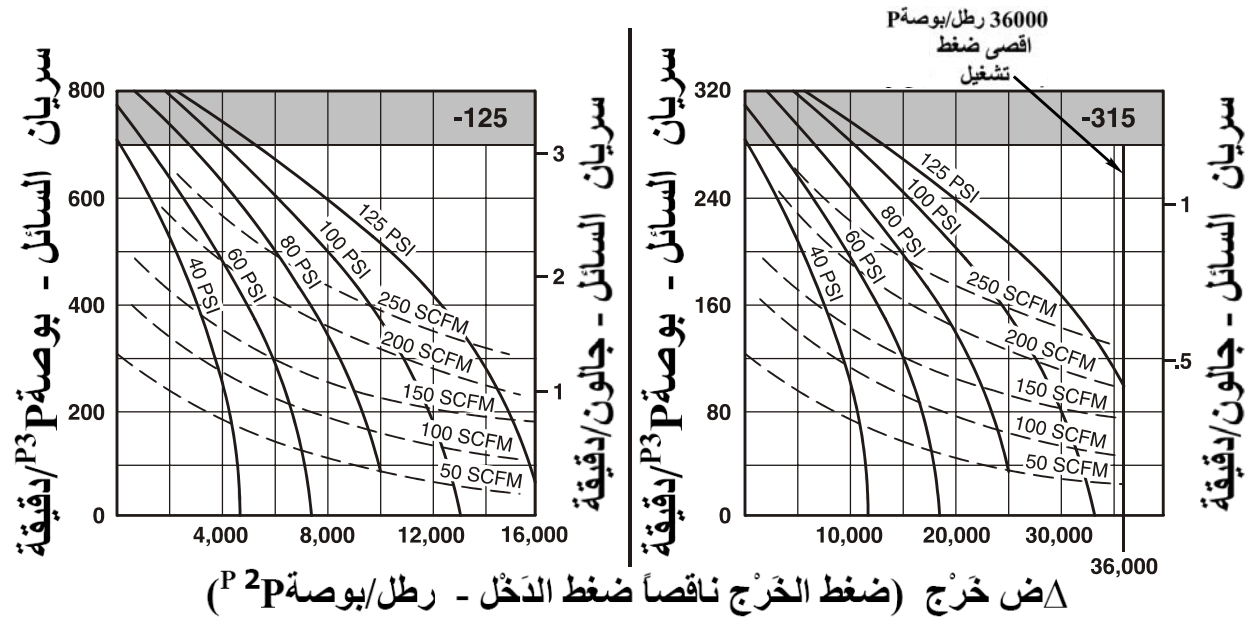 36000 رطل/بوصةP
اقصى ضغط
تشغيل
سريان السائل - بوصةP3P/دقيقة
800
600
400
200
0
-125
40 PSI
60 PSI
80 PSI
100 PSI
125 PSI
250 SCFM
200 SCFM
150 SCFM
100 SCFM
50 SCFM
3
2
1
4,000
8,000
12,000
16,000
سريان السائل - جالون/دقيقة
سريان السائل - بوصةP3P/دقيقة
320
240
160
80
0
-315
40 PSI
60 PSI
80 PSI
100 PSI
125 PSI
250 SCFM
200 SCFM
150 SCFM
100 SCFM
50 SCFM
1
.5
10,000
20,000
30,000
36,000
سريان السائل - جالون/دقيقة
Δض خَرْج (ضغط الخَرْج ناقصاً ضغط الدَخْل - رطل/بوصةP2 P)